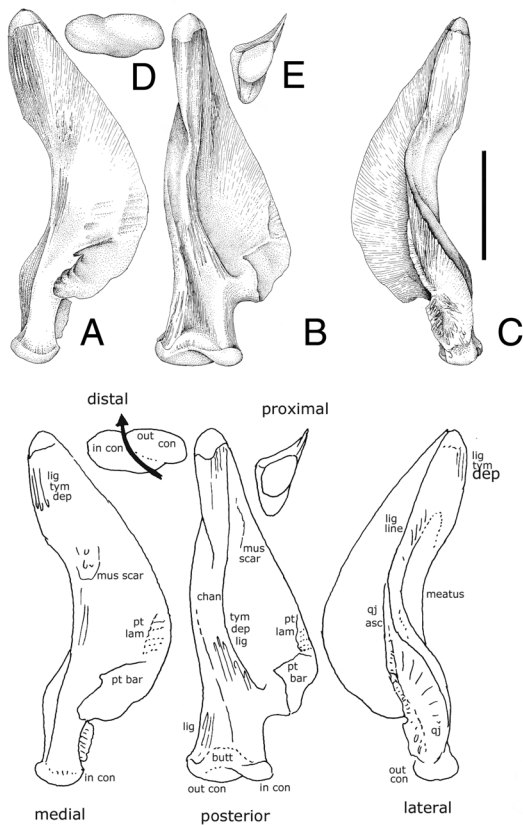 D
E
A
B
C
distal
in con
out
con
proximal
lig
tym
dep
mus scar
pt
lam
pt bar
in con
medial
mus
scar
chan
tym
dep
lig
pt
lam
pt
bar
lig
butt
out con
in con
posterior
lig
tym
dep
lig
line
meatus
qj
asc
qj
out
con
lateral